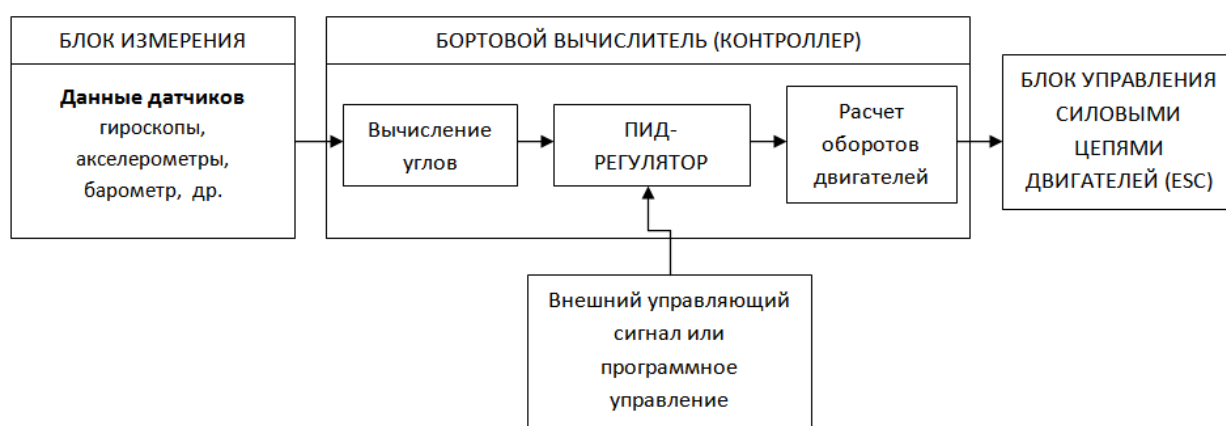 БЛОК ИЗМЕРЕНИЯ
Данные датчиков
гироскопы,
акселерометры,
барометр, др.
БОРТОВОЙ ВЫЧИСЛИТЕЛЬ (КОНТРОЛЛЕР)
Вычисление
углов
ПИД-
РЕГУЛЯТОР
Расчет
оборотов
двигателей
БЛОК УПРАВЛЕНИЯ
СИЛОВЫМИ
ЦЕПЯМИ
ДВИГАТЕЛЕЙ (ESC)
Внешний управляющий
сигнал или
программное
управление